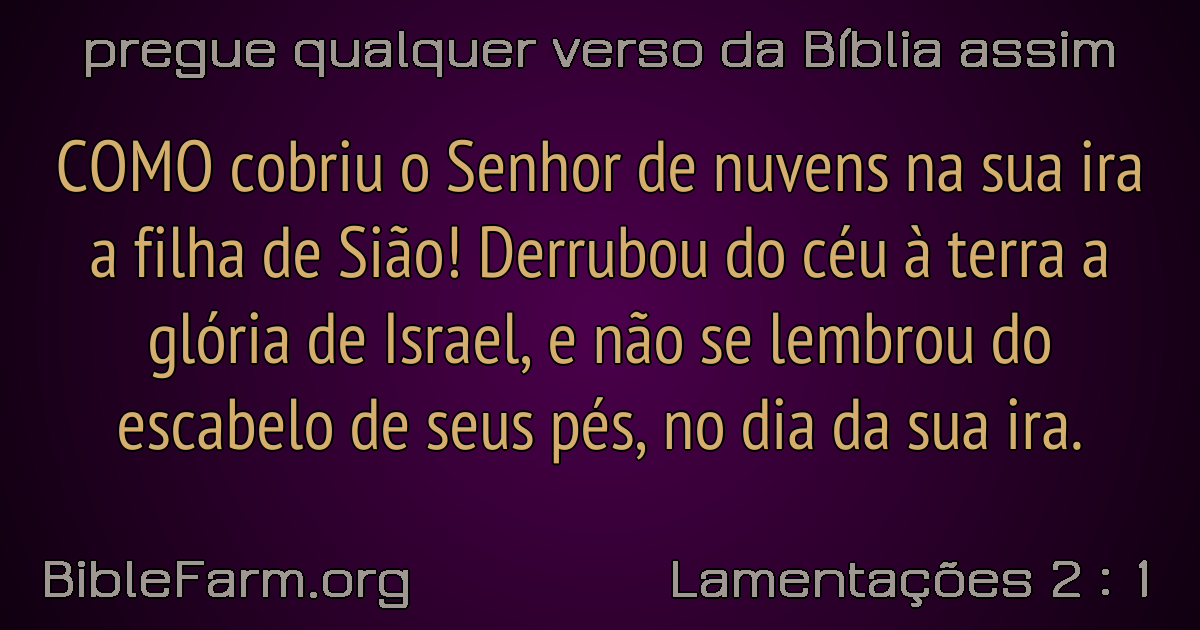 pregue qualquer verso da Bíblia assim
COMO cobriu o Senhor de nuvens na sua ira
a filha de Sião! Derrubou do céu à terra a
glória de Israel, e não se lembrou do
escabelo de seus pés, no dia da sua ira.
BibleFarm.org
Lamentações 2 : 1